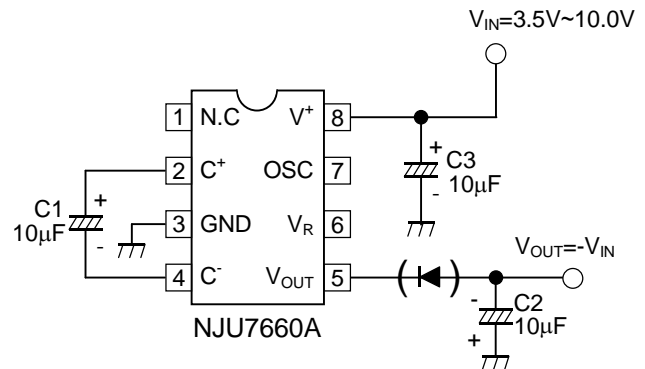 V_IN=3.5V~10.0V
1 N.C V⁺ 8
2 C⁺ OSC 7
3 GND V_R 6
4 C⁻ V_OUT 5
NJU7660A
+
C1
10μF
-
+
C3
10μF
-
V_OUT=-V_IN
( )
-
C2
10μF
+